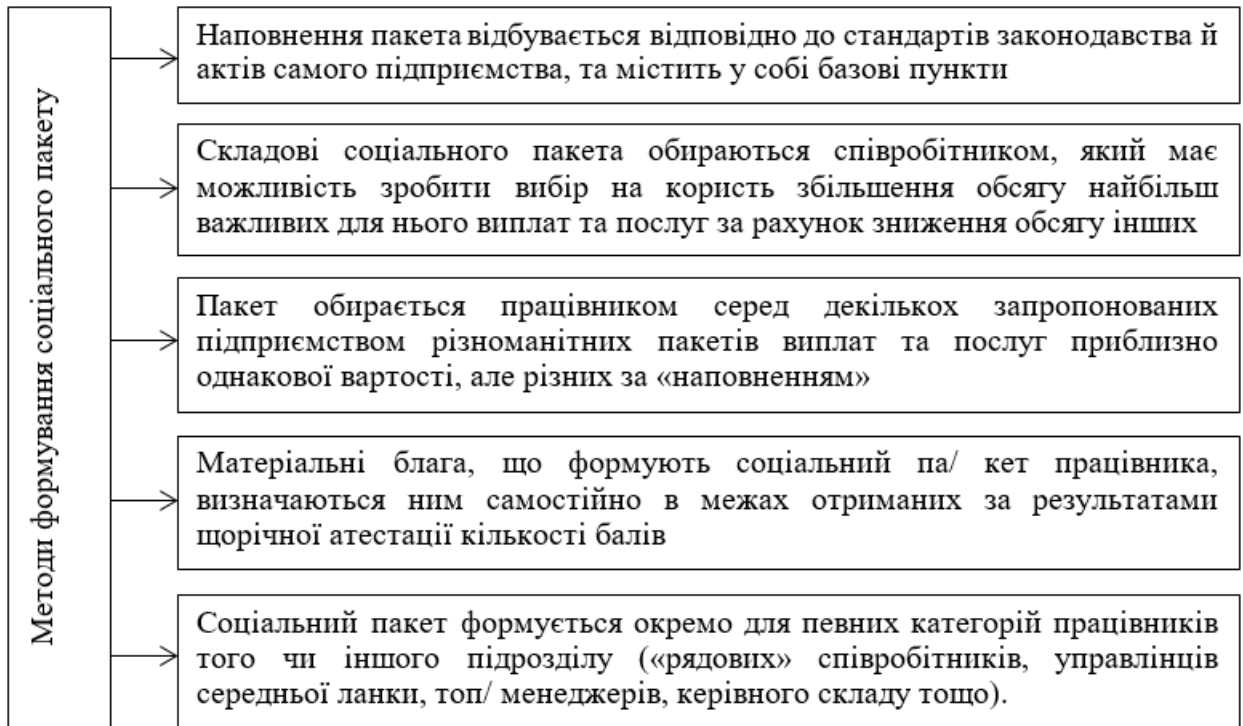 Методи формування соціального пакету
Наповнення пакета відбувається відповідно до стандартів законодавства й
актів самого підприємства, та містить у собі базові пункти
Складові соціального пакета обираються співробітником, який має
можливість зробити вибір на користь збільшення обсягу найбільш
важливих для нього виплат та послуг за рахунок зниження обсягу інших
Пакет обирається працівником серед декількох запропонованих
підприємством різноманітних пакетів виплат та послуг приблизно
однакової вартості, але різних за «наповненням»
Матеріальні блага, що формують соціальний па/ кет працівника,
визначаються ним самостійно в межах отриманих за результатами
щорічної атестації кількості балів
Соціальний пакет формується окремо для певних категорій працівників
того чи іншого підрозділу («рядових» співробітників, управлінців
середньої ланки, топ/ менеджерів, керівного складу тощо).